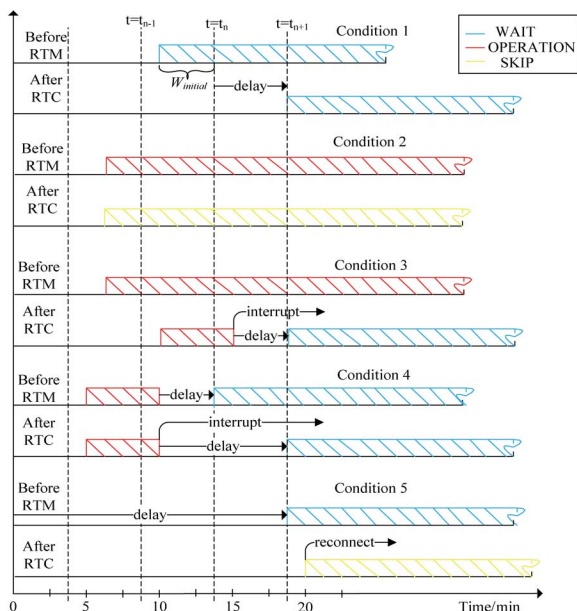 t=tn-1
t=tn
t=tn+1
WAIT
OPERATION
SKIP
Before
RTM
Condition 1
Winitial
delay
After
RTC
Before
RTM
Condition 2
After
RTC
Before
RTM
Condition 3
After
RTC
interrupt
delay
Before
RTM
delay
Condition 4
After
RTC
interrupt
delay
Before
RTM
Condition 5
delay
After
RTC
reconnect
0 5 10 15 20 Time/min